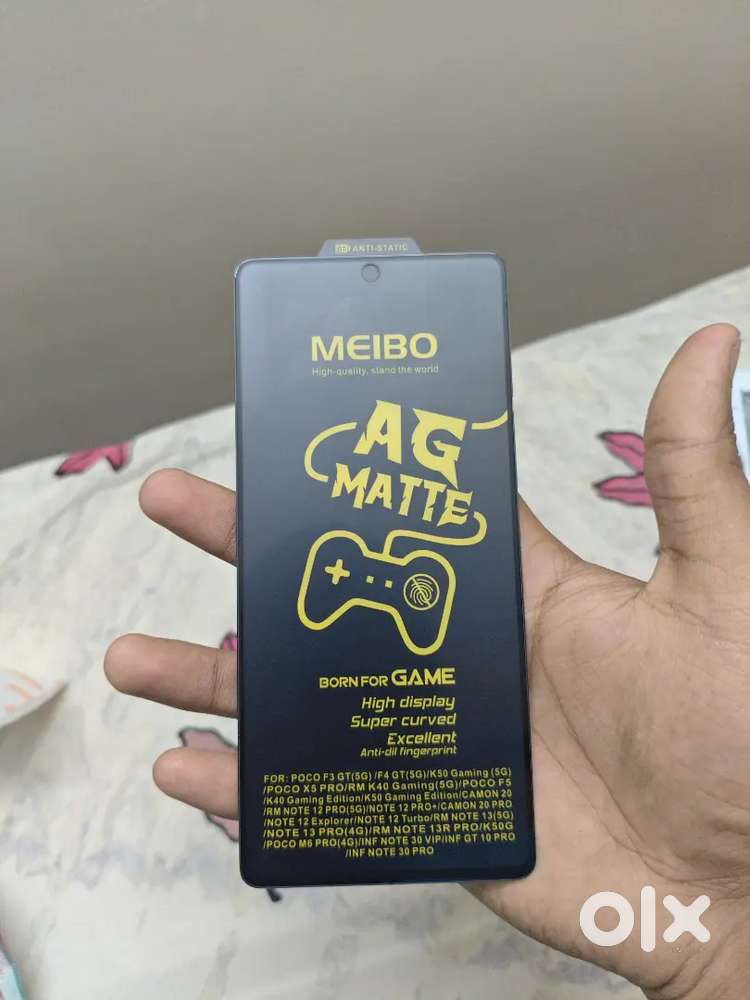 ANTI-STATIC
MEIBO
High-quality, stand the world
AG
MATTE
BORN FOR GAME
High display
Super curved
Excellent
Anti-dil fingerprint
FOR: POCO F3 GT(5G) /F4 GT(5G)/K50 Gaming (5G)
/POCO X5 PRO/RM K40 Gaming(5G)/POCO F5
/K40 Gaming Edition/K50 Gaming Edition/CAMON 20
/RM NOTE 12 PRO(5G)/NOTE 12 PRO+/CAMON 20 PRO
/NOTE 12 Explorer/NOTE 12 Turbo/RM NOTE 13(5G)
/NOTE 13 PRO(4G)/RM NOTE 13R PRO/K50G
/POCO M6 PRO(4G)/INF NOTE 30 VIP/INF GT 10 PRO
/INF NOTE 30 PRO
olx